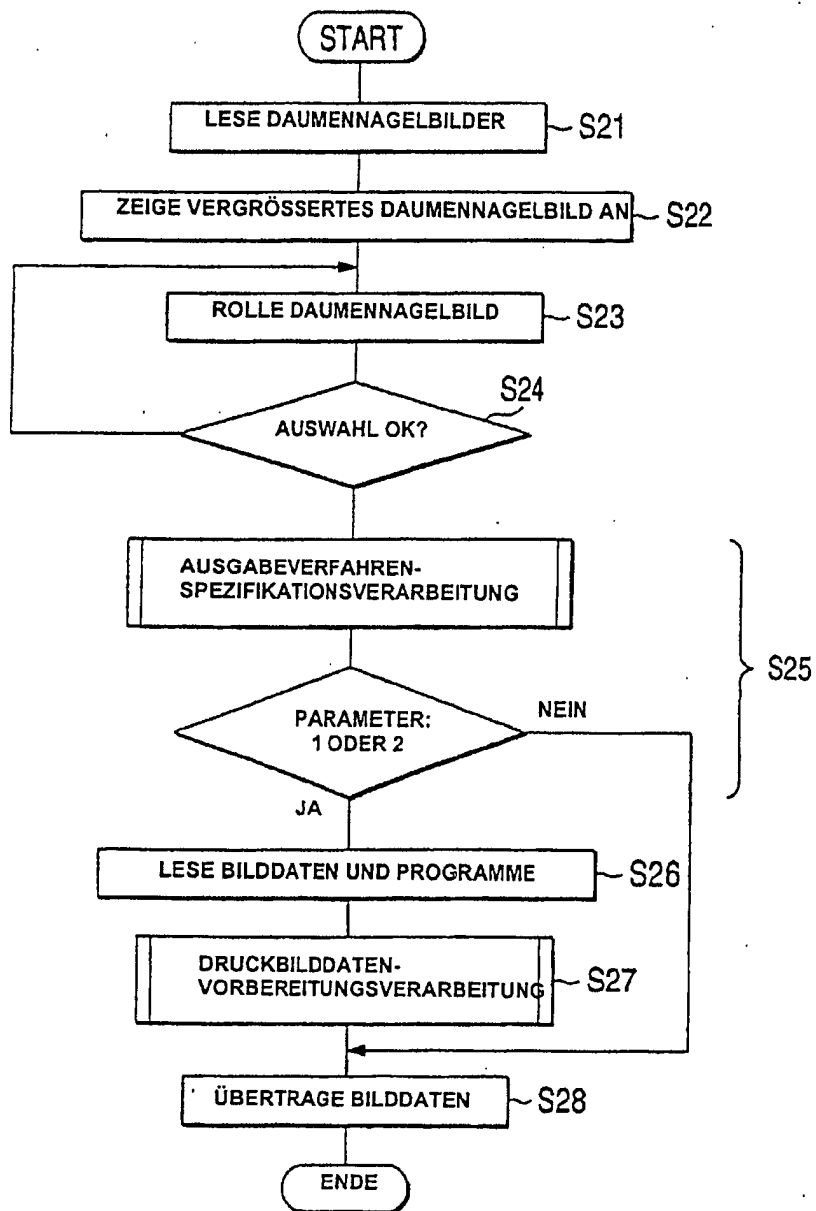 START
LESE DAUMENNAGELBILDER
S21
ZEIGE VERGRÖSSERTES DAUMENNAGELBILD AN
S22
ROLLE DAUMENNAGELBILD
S23
S24
AUSWAHL OK?
AUSGABEVERFAHREN-
SPEZIFIKATIONSVERARBEITUNG
S25
PARAMETER:
1 ODER 2
NEIN
JA
LESE BILDDATEN UND PROGRAMME
S26
DRUCKBILDDATEN-
VORBEREITUNGSVERARBEITUNG
S27
ÜBERTRAGE BILDDATEN
S28
ENDE